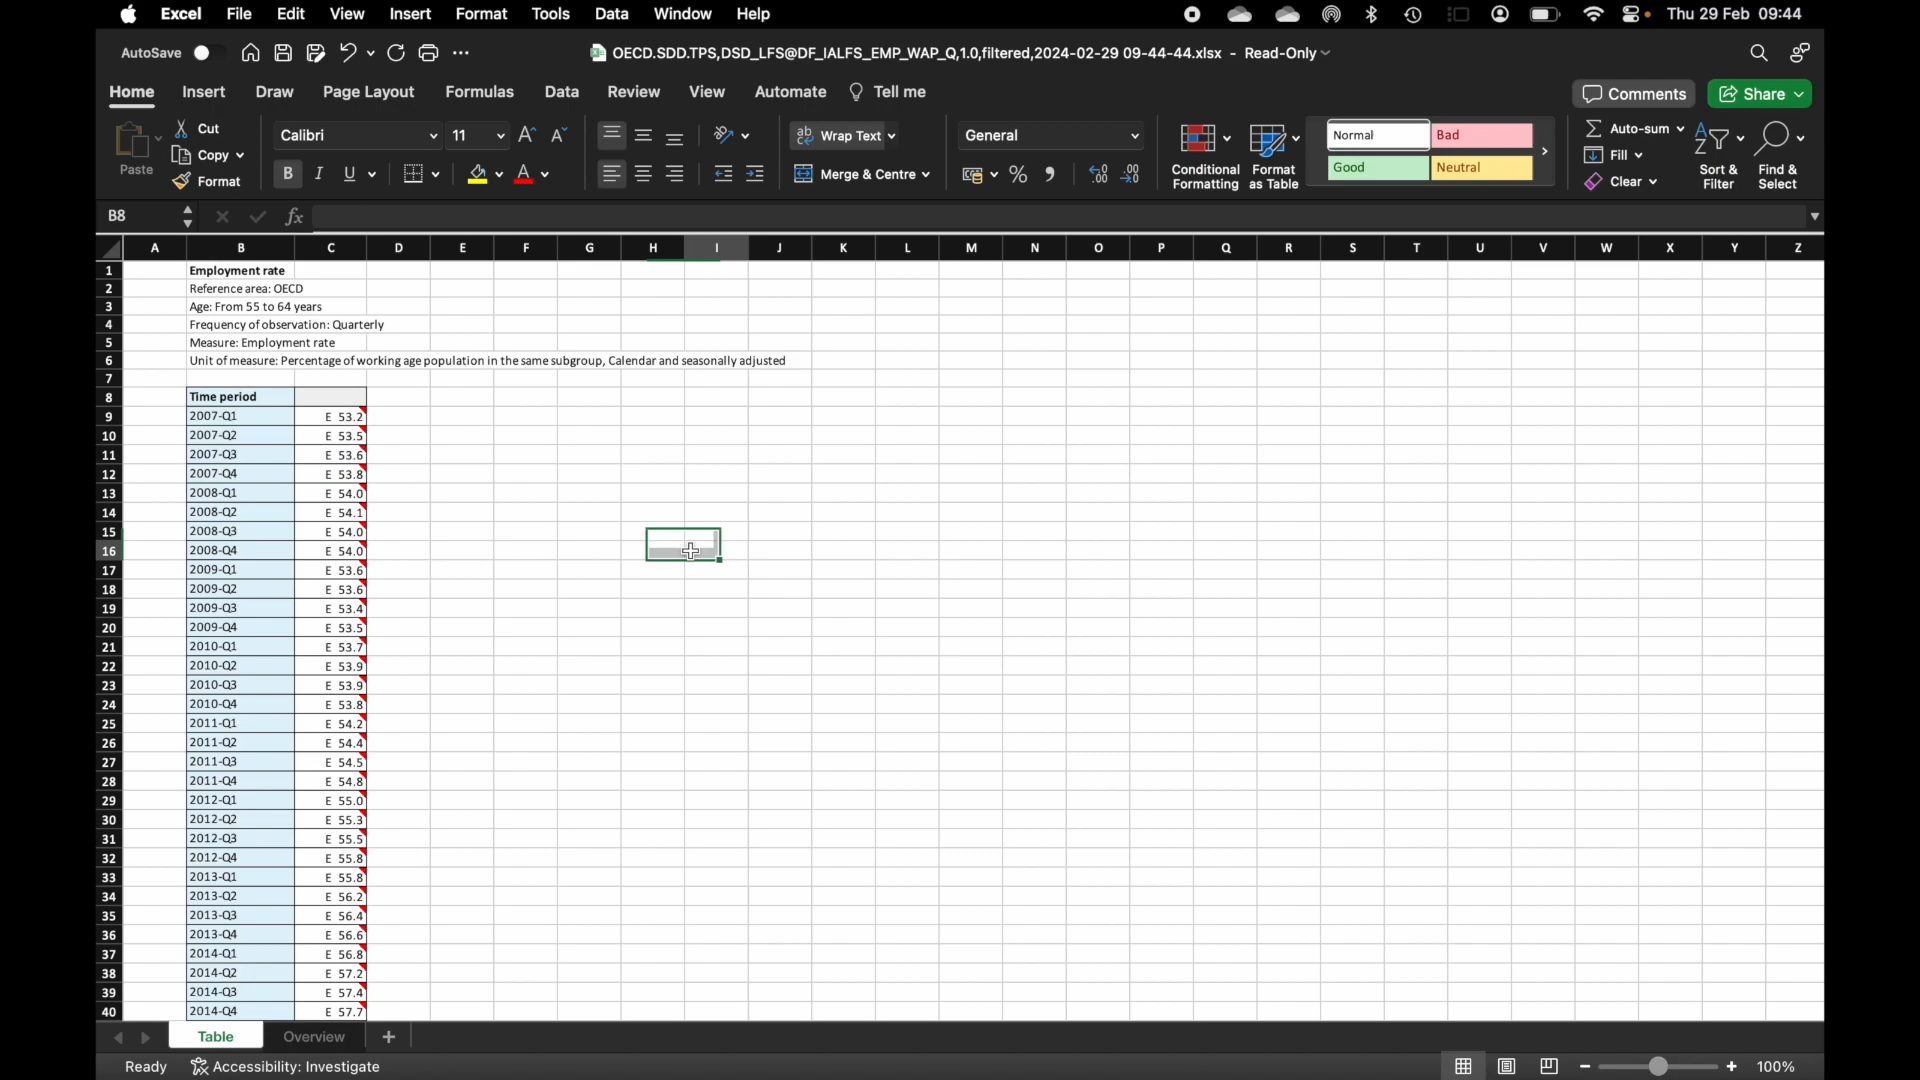 Excel File Edit View Insert Format Tools Data Window Help Thu 29 Feb 09:44
AutoSave OECD.SDD.TPS,DSD_LFS@DF_IALFS_EMP_WAP_Q,1.0,filtered,2024-02-29 09-44-44.xlsx - Read-Only
Home Insert Draw Page Layout Formulas Data Review View Automate Tell me Comments Share
Paste Cut Copy Format Calibri 11 B I U Wrap Text Merge & Centre General Conditional Formatting Format as Table Normal Bad Good Neutral Auto-sum Fill Clear Sort & Filter Find & Select
B8 fx
A B C D E F G H I J K L M N O P Q R S T U V W X Y Z
1 Employment rate
2 Reference area: OECD
3 Age: From 55 to 64 years
4 Frequency of observation: Quarterly
5 Measure: Employment rate
6 Unit of measure: Percentage of working age population in the same subgroup, Calendar and seasonally adjusted
7
8 Time period
9 2007-Q1 E 53.2
10 2007-Q2 E 53.5
11 2007-Q3 E 53.6
12 2007-Q4 E 53.8
13 2008-Q1 E 54.0
14 2008-Q2 E 54.1
15 2008-Q3 E 54.0
16 2008-Q4 E 54.0
17 2009-Q1 E 53.6
18 2009-Q2 E 53.6
19 2009-Q3 E 53.4
20 2009-Q4 E 53.5
21 2010-Q1 E 53.7
22 2010-Q2 E 53.9
23 2010-Q3 E 53.9
24 2010-Q4 E 53.8
25 2011-Q1 E 54.2
26 2011-Q2 E 54.4
27 2011-Q3 E 54.5
28 2011-Q4 E 54.8
29 2012-Q1 E 55.0
30 2012-Q2 E 55.3
31 2012-Q3 E 55.5
32 2012-Q4 E 55.8
33 2013-Q1 E 55.8
34 2013-Q2 E 56.2
35 2013-Q3 E 56.4
36 2013-Q4 E 56.6
37 2014-Q1 E 56.8
38 2014-Q2 E 57.2
39 2014-Q3 E 57.4
40 2014-Q4 E 57.7
Table Overview
Ready Accessibility: Investigate 100%